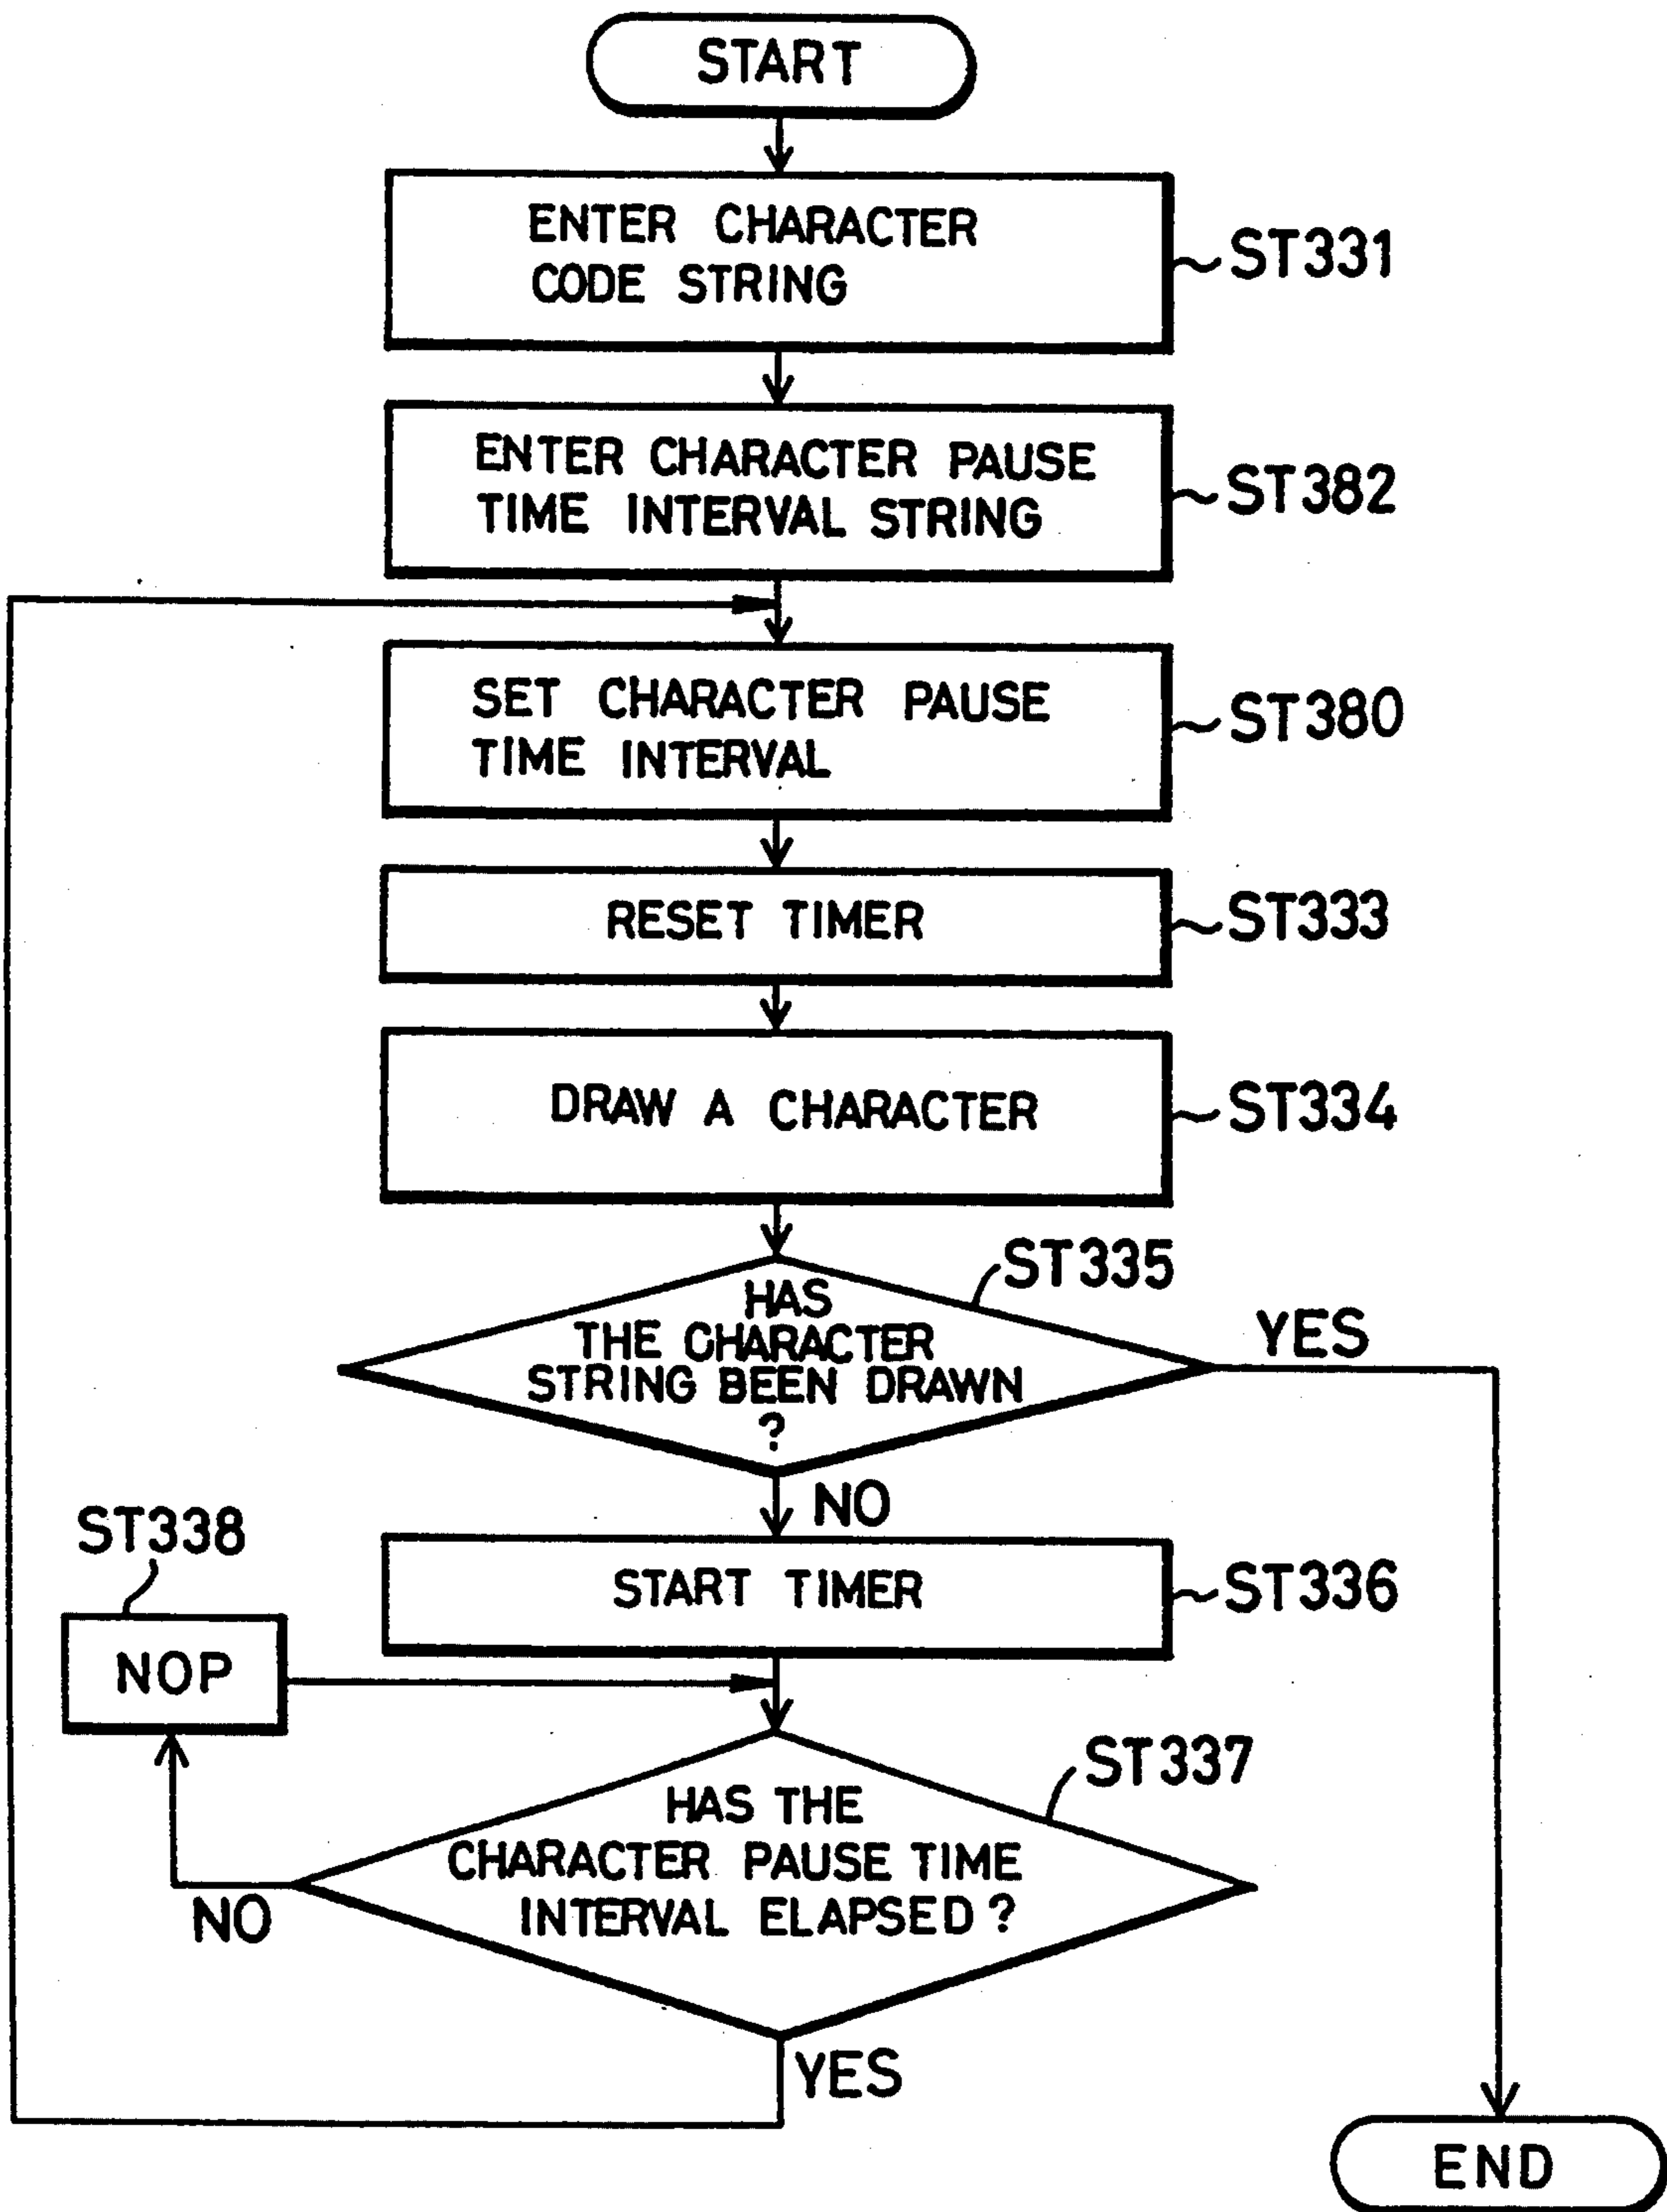 START
ENTER CHARACTER
CODE STRING
ST331
ENTER CHARACTER PAUSE
TIME INTERVAL STRING
ST382
SET CHARACTER PAUSE
TIME INTERVAL
ST380
RESET TIMER
ST333
DRAW A CHARACTER
ST334
ST335
HAS
THE CHARACTER
STRING BEEN DRAWN
?
YES
NO
ST338
START TIMER
ST336
NOP
ST337
HAS THE
CHARACTER PAUSE TIME
INTERVAL ELAPSED ?
NO
YES
END